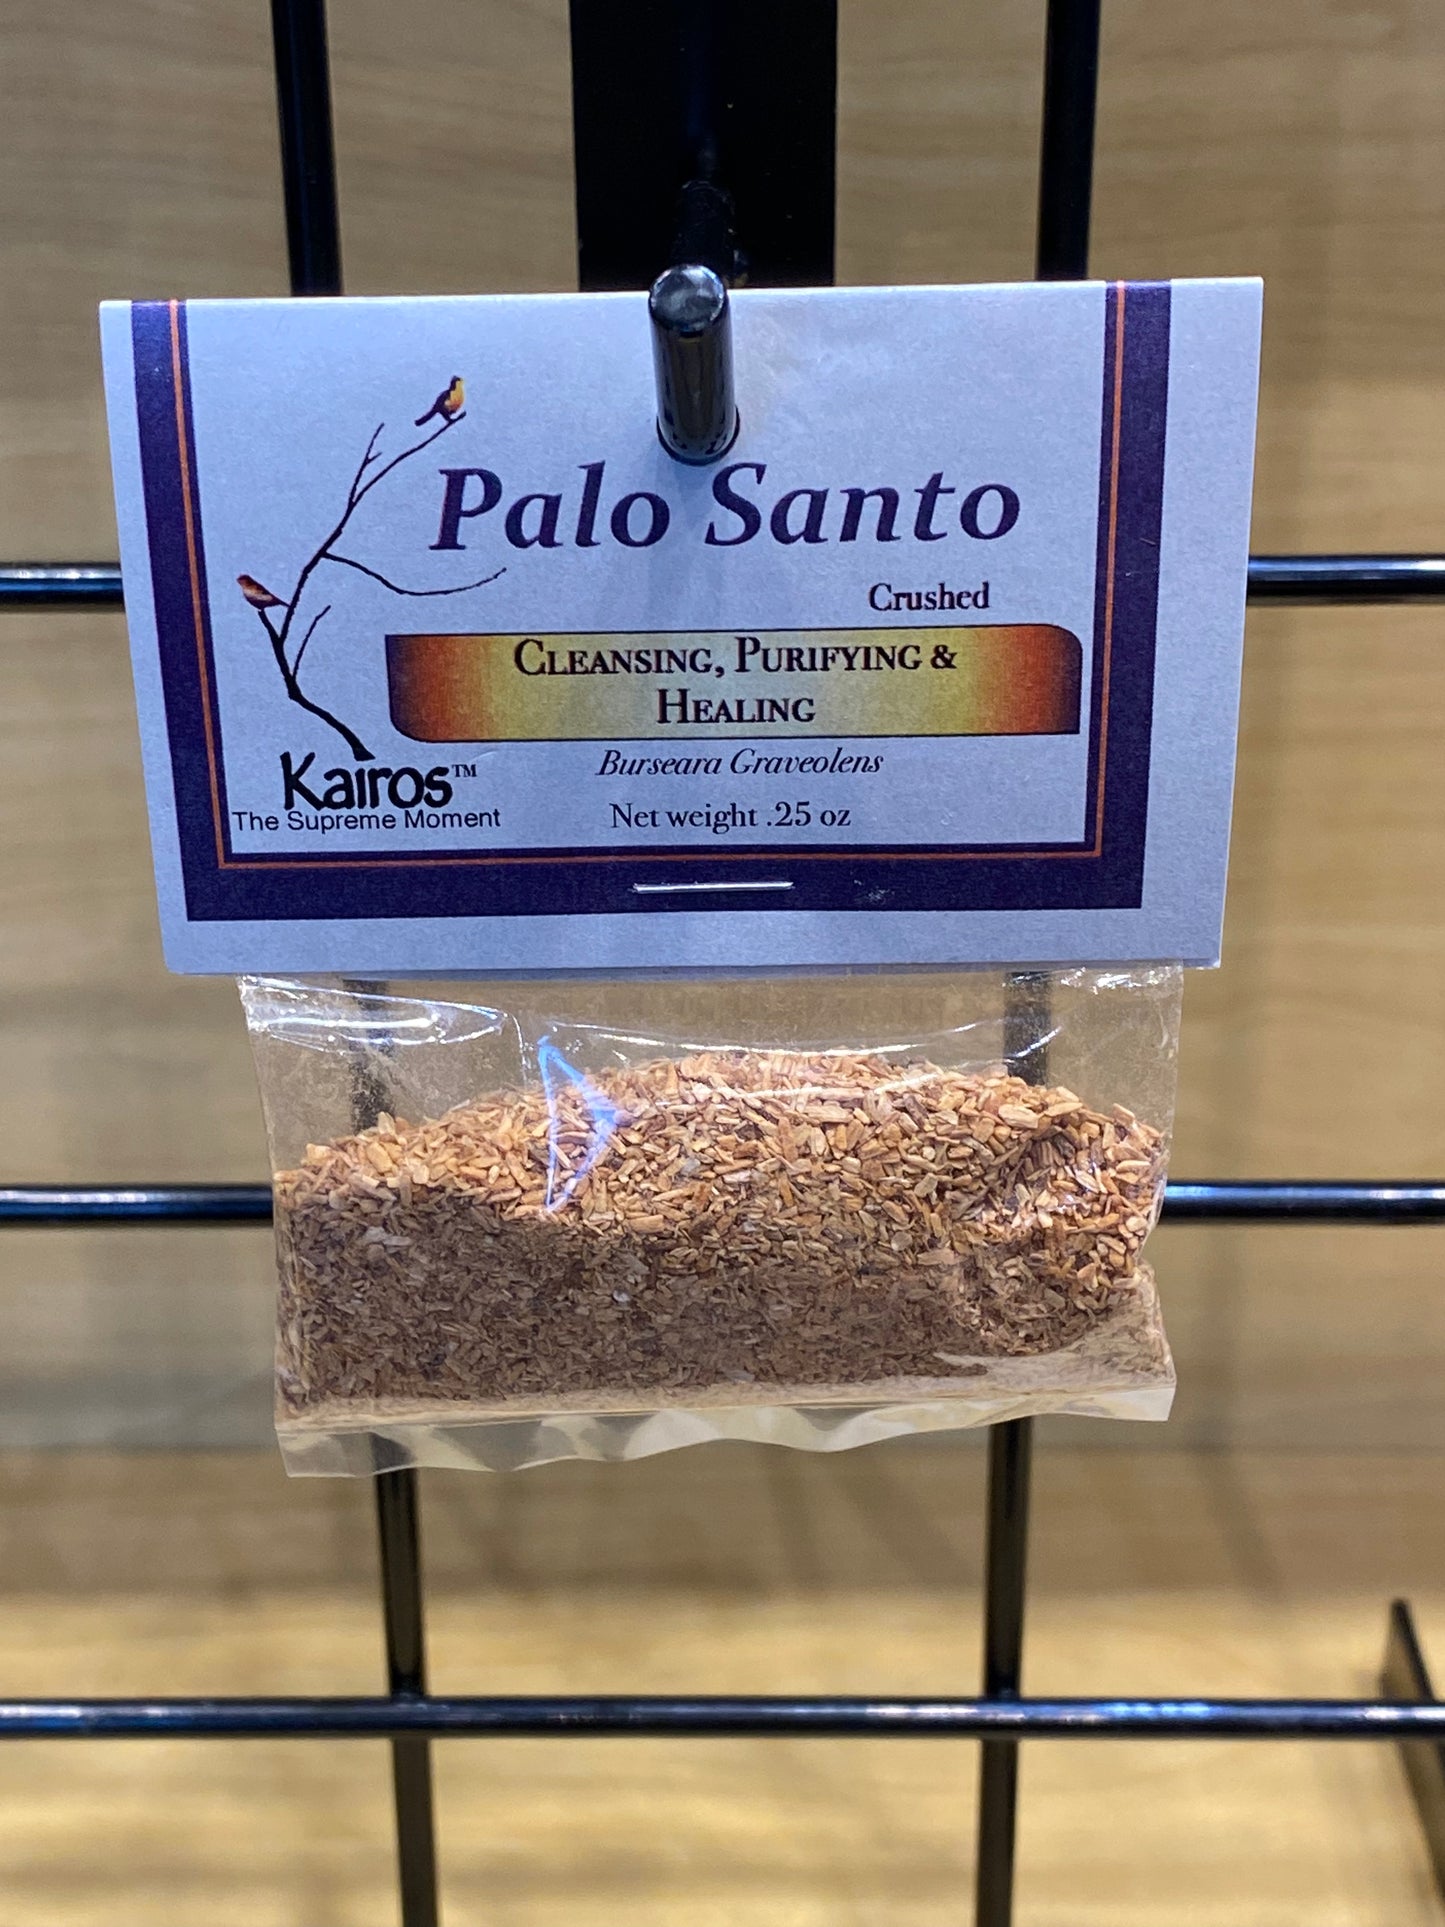 Palo Santo
Crushed
CLEANSING, PURIFYING &
HEALING
Burseara Graveolens
Net weight .25 oz
Kairos™
The Supreme Moment